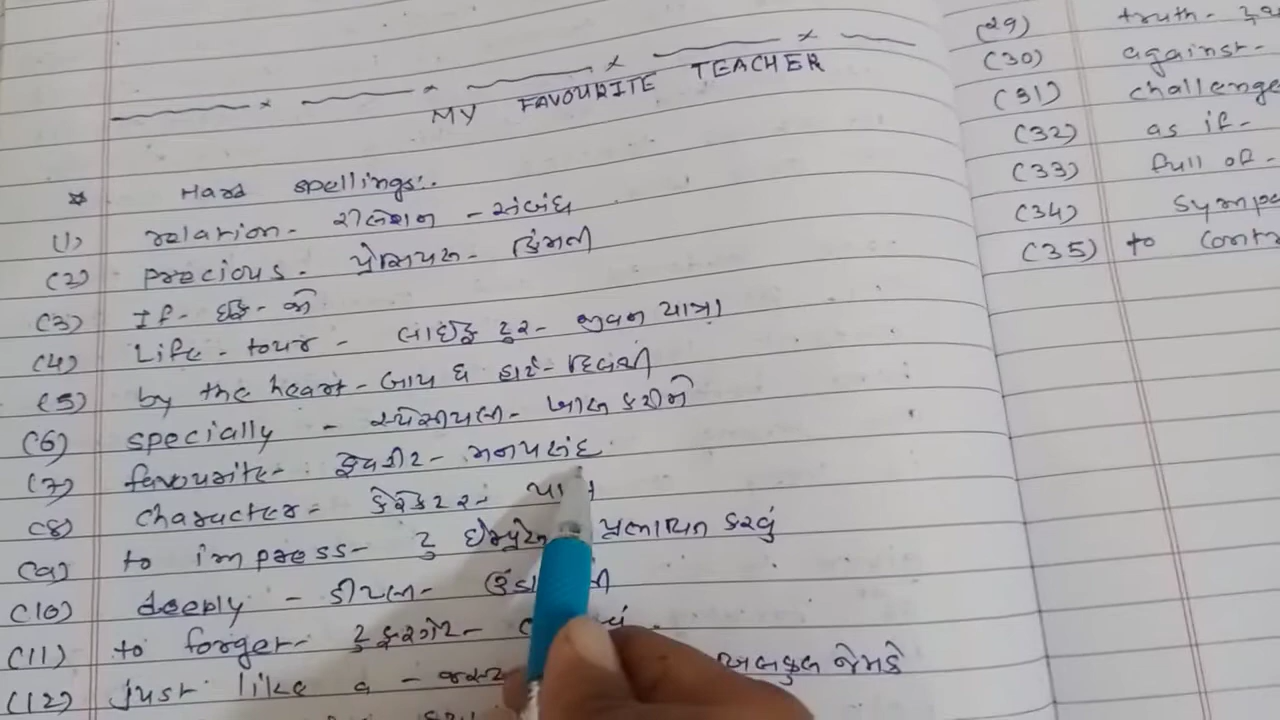 MY FAVOURITE TEACHER
Hard spellings:.
(1) relation - રીલેશન - સંબંધ
(2) precious - પ્રેસિયસ - કિંમતી
(3) If - ઈફ - જો
(4) Life - tour - લાઈફ ટુર - જીવન યાત્રા
(5) by the heart - બાય ધ હાર્ટ - દિલથી
(6) specially - સ્પેસીયલી - ખાસ કરીને
(7) favourite - ફેવરીટ - મનપસંદ
(8) character - કેરેક્ટર -
(9) to impress - ટુ પ્રભાવિત કરવું
(10) deeply - ડીપલી -
(11) to forget - ટુ ફરગેટ -
(12) just like a - જસ્ટ બિલકુલ જેમકે
(29) truth -
(30) against -
(31) challenge
(32) as if -
(33) full of -
(34)
(35) to